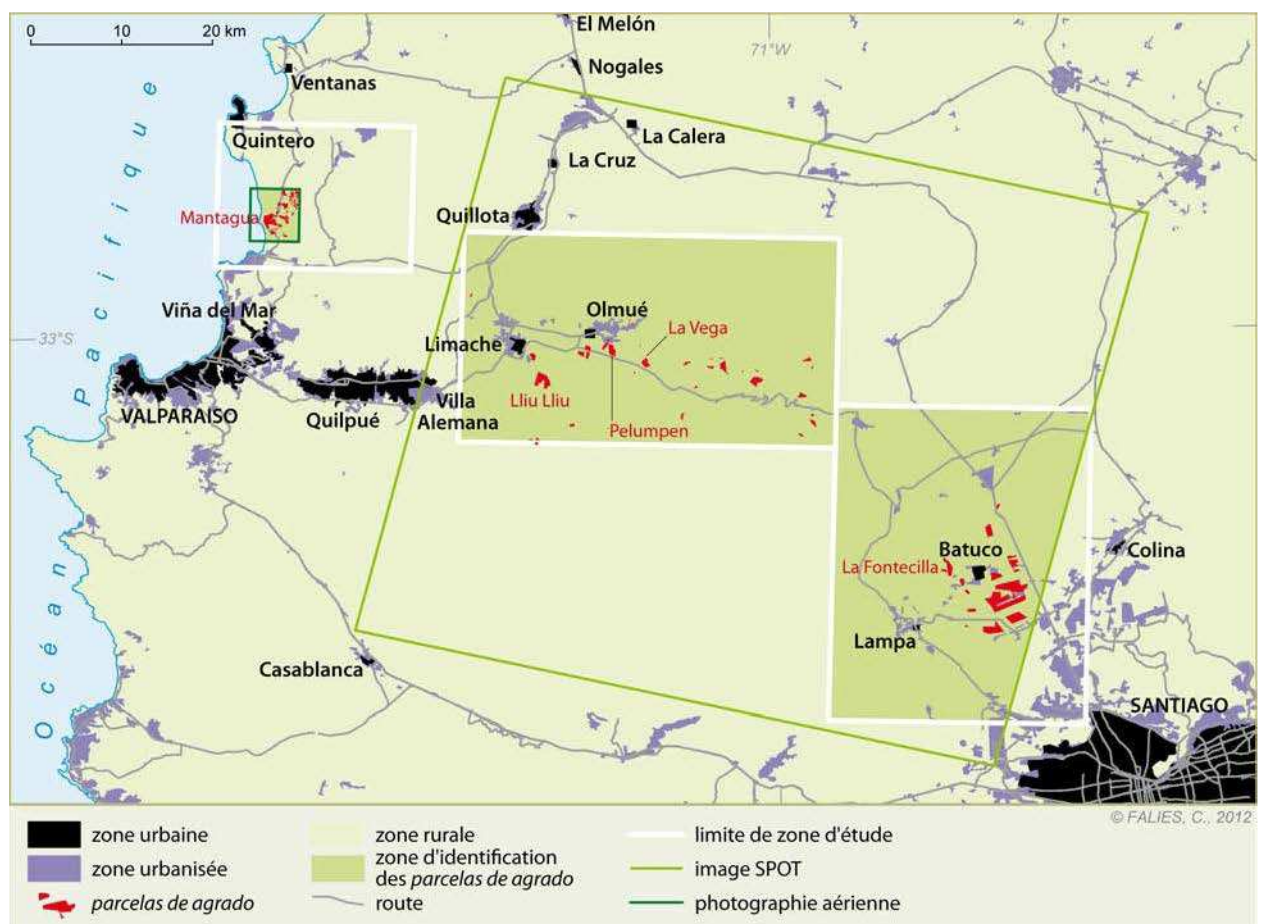 0 10 20 km
El Melón
71°W
Nogales
Ventanas
La Calera
Quintero
La Cruz
Quillota
Mantagua
Océan Pacifique
Viña del Mar
Olmué
33°S
Limache
La Vega
VALPARAISO
Quilpué
Villa
Alemana
Lliu Lliu
Pelumpen
Batuco
Colina
La Fontecilla
Lampa
Casablanca
SANTIAGO
© FALIES, C., 2012
zone urbaine
zone urbanisée
parcelas de agrado
zone rurale
zone d'identification
des parcelas de agrado
route
limite de zone d'étude
image SPOT
photographie aérienne